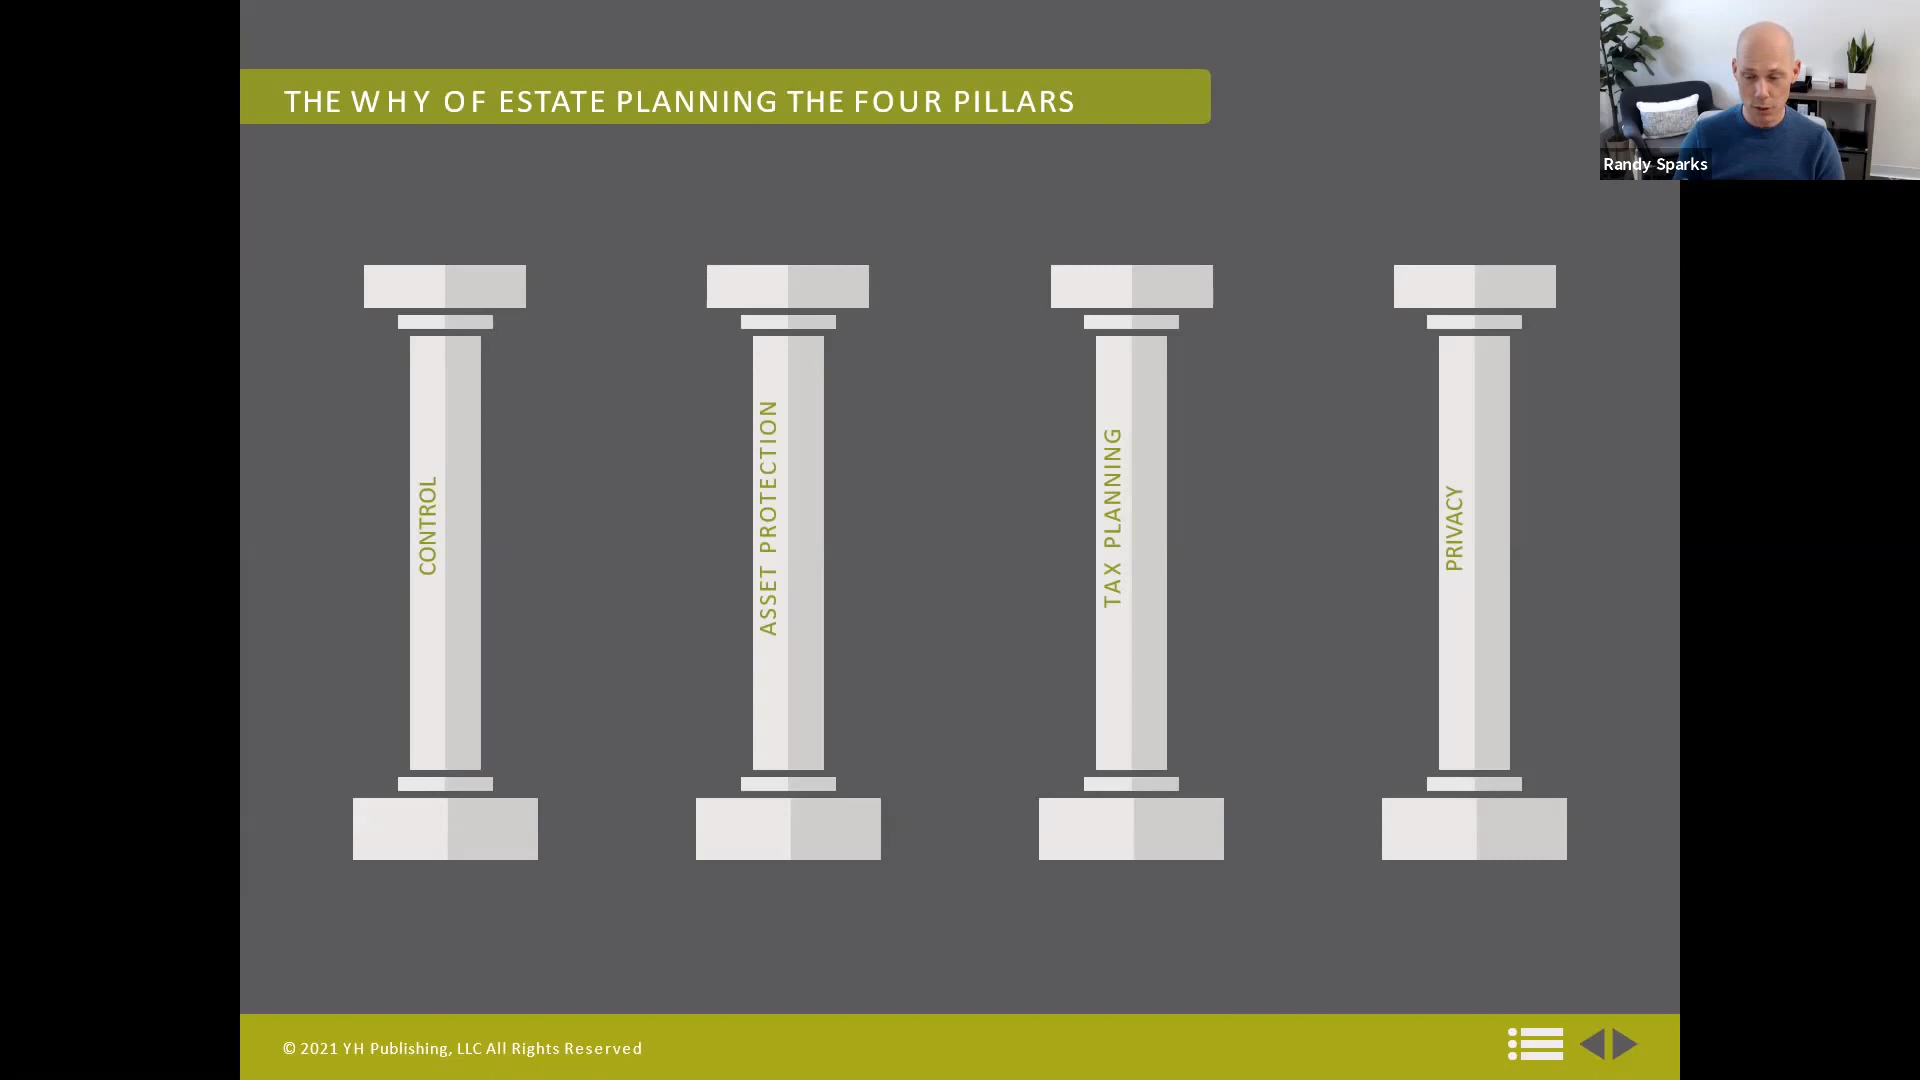 THE WHY OF ESTATE PLANNING THE FOUR PILLARS
Randy Sparks
CONTROL
ASSET PROTECTION
TAX PLANNING
PRIVACY
© 2021 YH Publishing, LLC All Rights Reserved